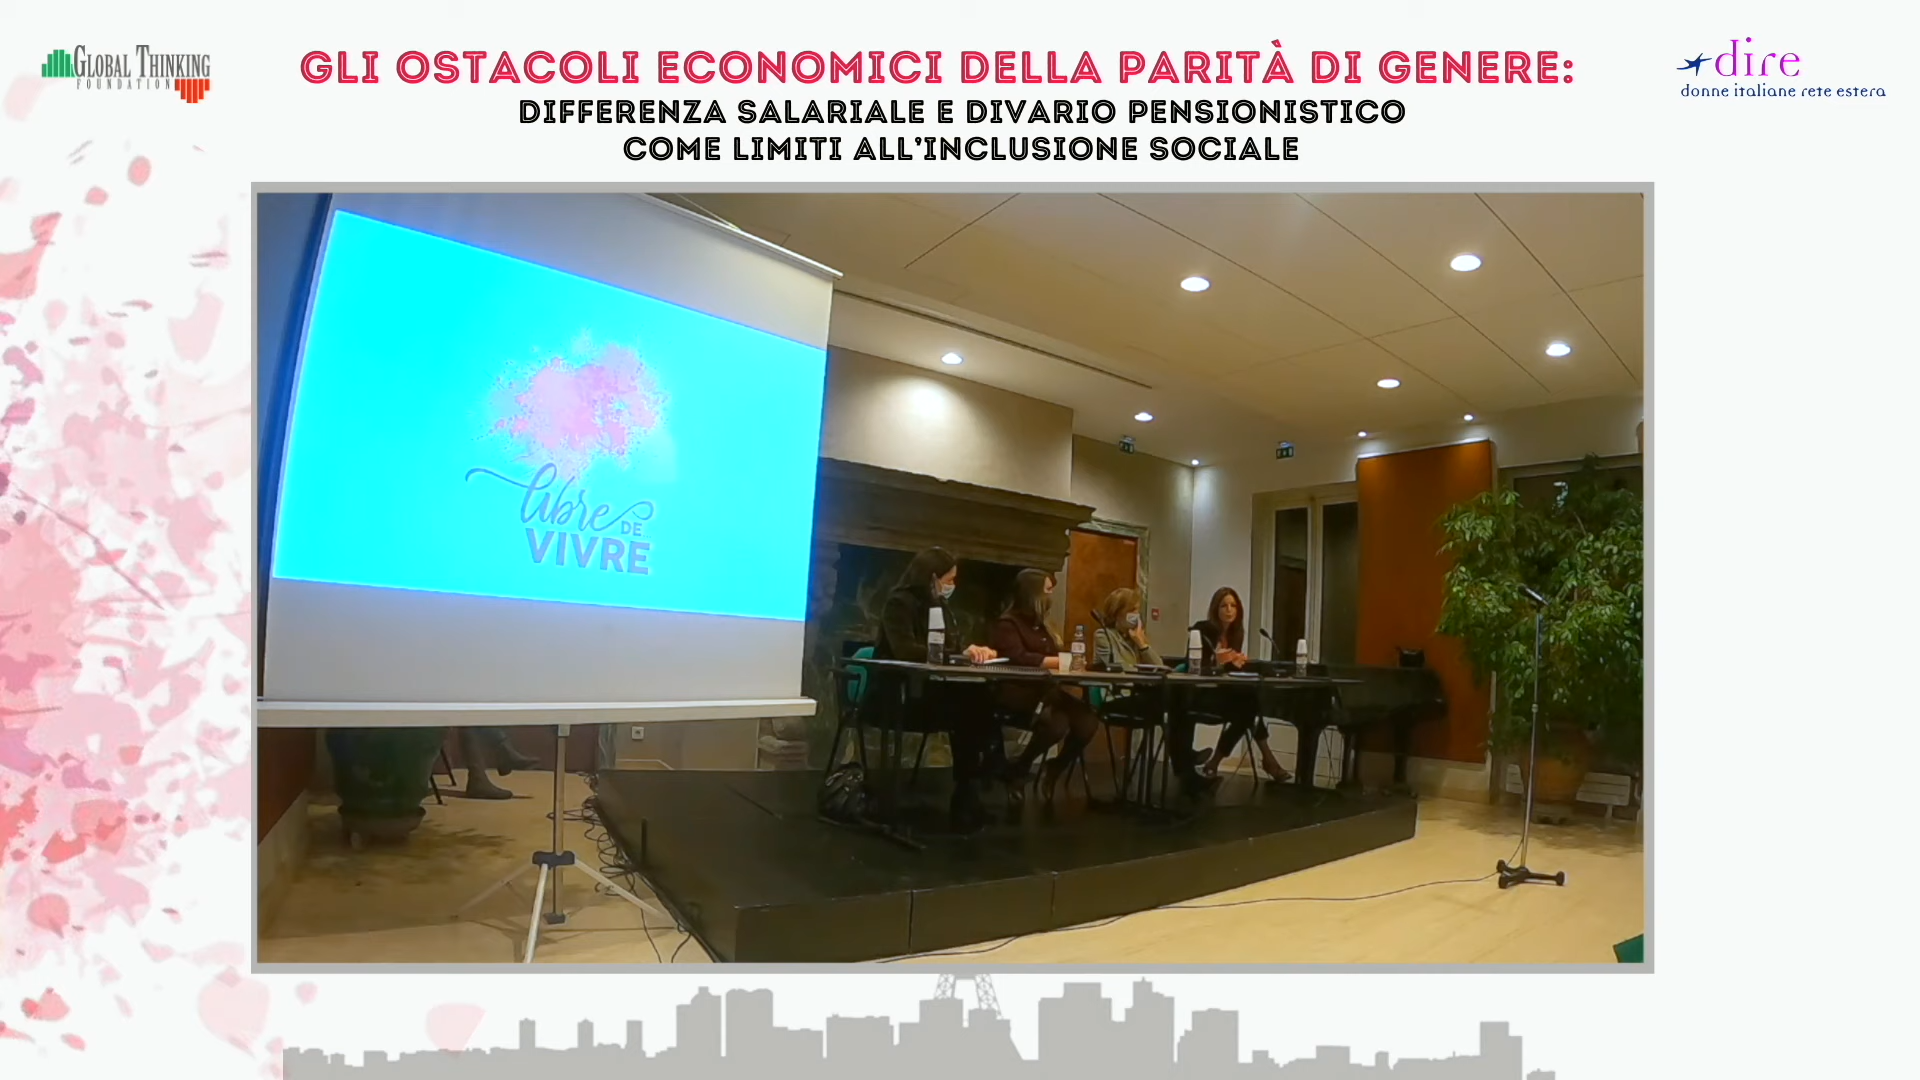 GLOBAL THINKING
FOUNDATION
GLI OSTACOLI ECONOMICI DELLA PARITÀ DI GENERE:
DIFFERENZA SALARIALE E DIVARIO PENSIONISTICO
COME LIMITI ALL'INCLUSIONE SOCIALE
dire
donne italiane rete estera
libre DE
VIVRE